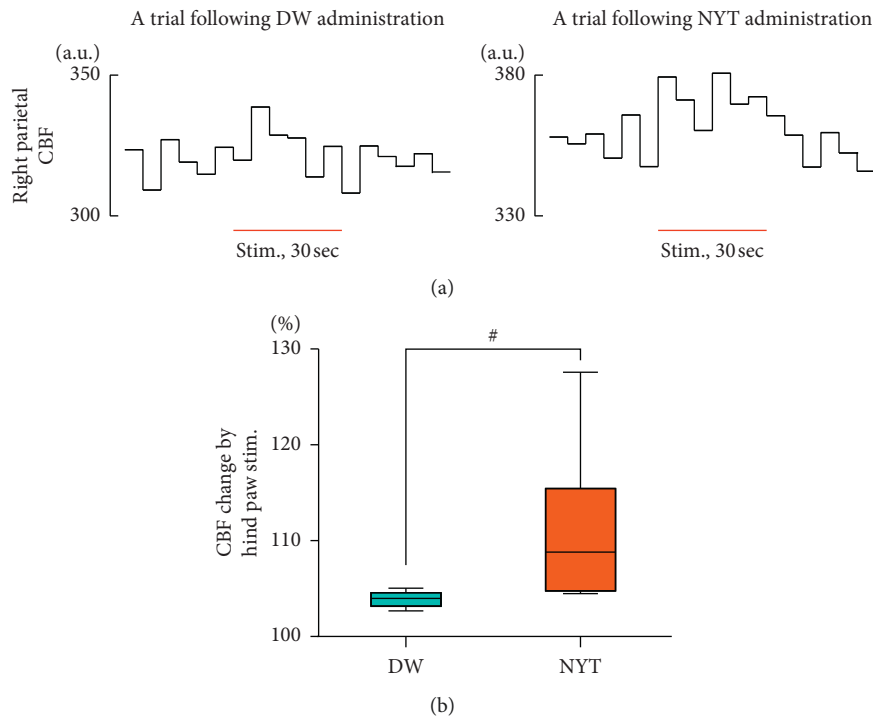 A trial following DW administration
A trial following NYT administration
(a.u.)
(a.u.)
350
380
Right parietal
CBF
300
330
Stim., 30 sec
Stim., 30 sec
(a)
(%)
130
#
120
CBF change by
hind paw stim.
110
100
DW
NYT
(b)